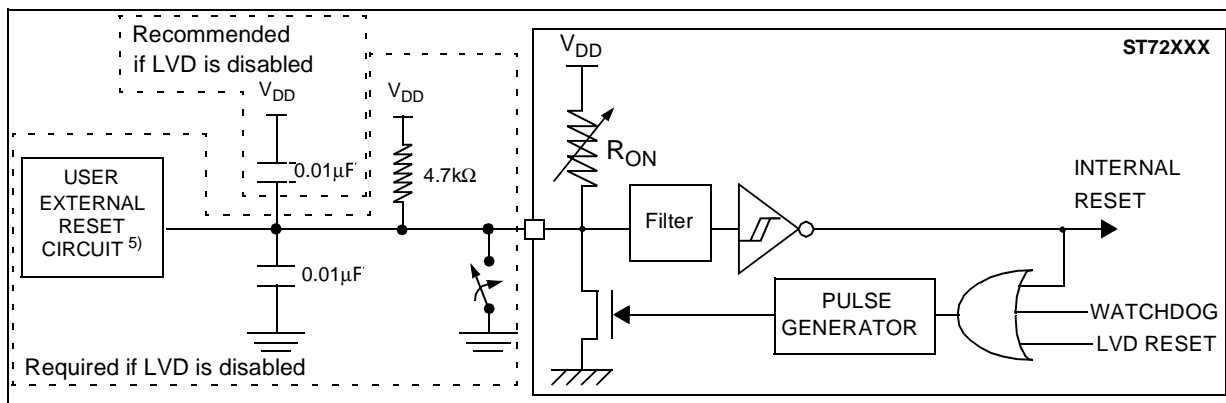 Recommended
if LVD is disabled
VDD
0.01μF
VDD
4.7kΩ
USER
EXTERNAL
RESET
CIRCUIT 5)
0.01μF
Required if LVD is disabled
ST72XXX
VDD
RON
Filter
INTERNAL
RESET
PULSE
GENERATOR
WATCHDOG
LVD RESET